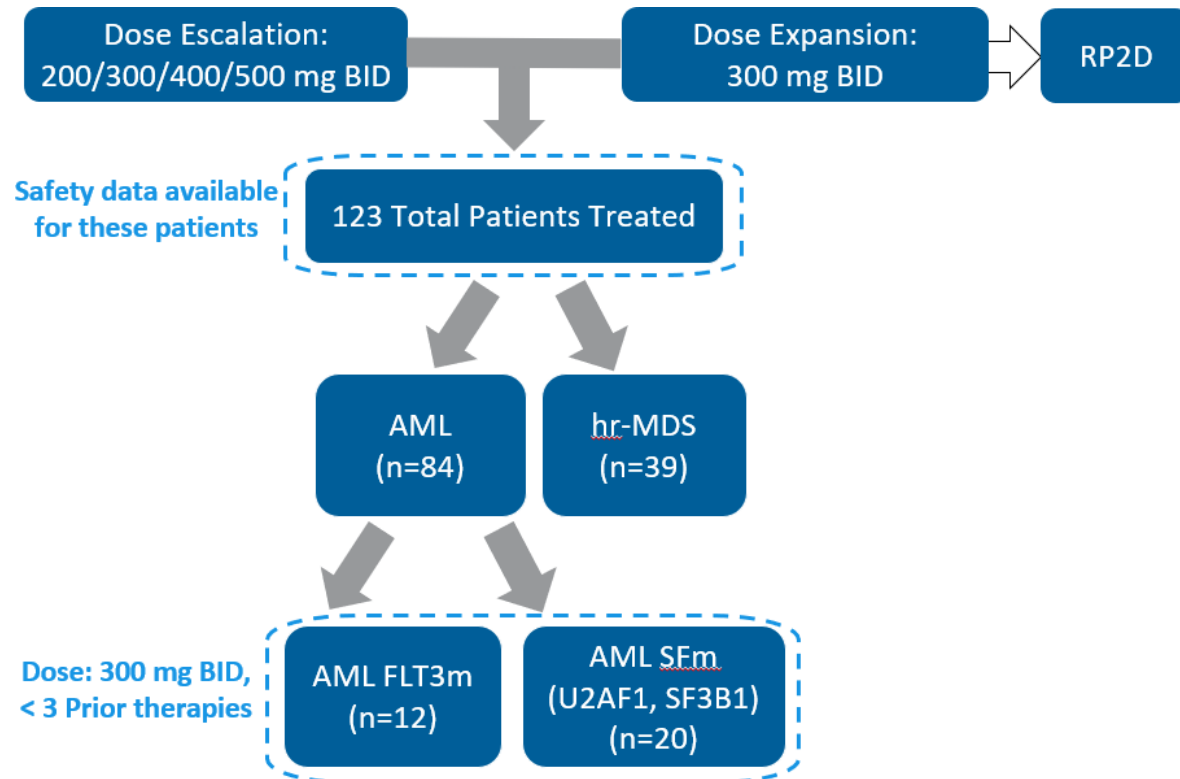 Dose Escalation:
200/300/400/500 mg BID
Dose Expansion:
300 mg BID
RP2D
Safety data available
for these patients
123 Total Patients Treated
AML
(n=84)
hr-MDS
(n=39)
Dose: 300 mg BID,
< 3 Prior therapies
AML FLT3m
(n=12)
AML SFm
(U2AF1, SF3B1)
(n=20)